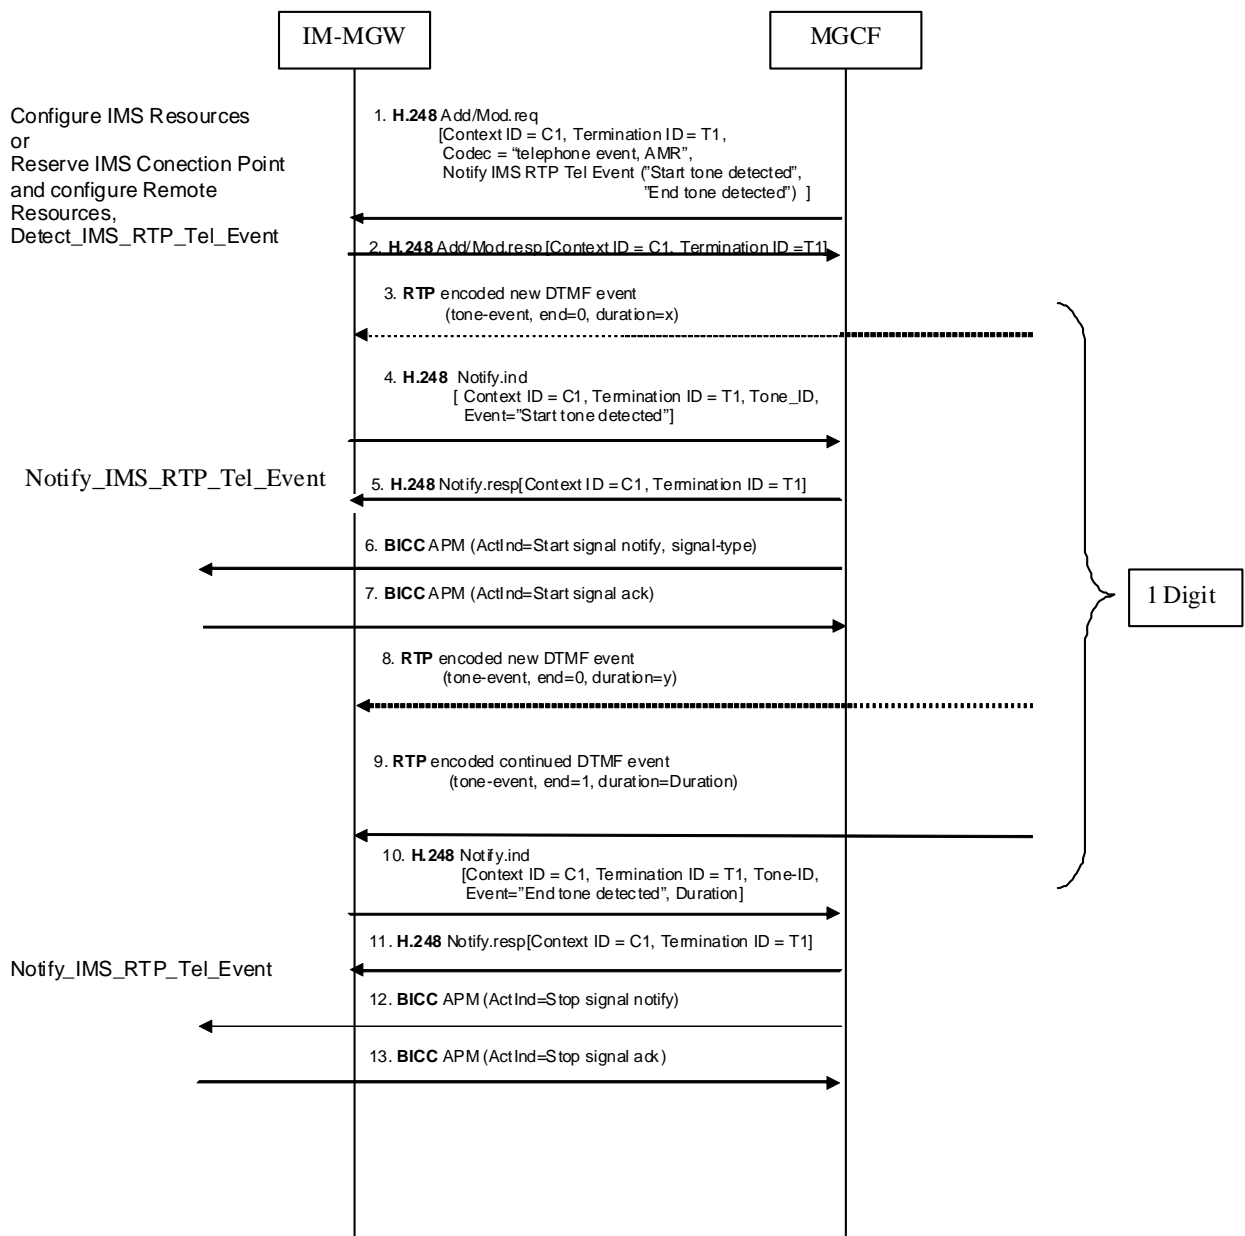 IM-MGW
MGCF
Configure IMS Resources
or
Reserve IMS Conection Point
and configure Remote
Resources,
Detect_IMS_RTP_Tel_Event
1. H.248 Add/Mod.req
[Context ID = C1, Termination ID = T1,
Codec = “telephone event, AMR”,
Notify IMS RTP Tel Event (”Start tone detected”,
”End tone detected”) ]
2. H.248 Add/Mod.resp[Context ID = C1, Termination ID =T1]
3. RTP encoded new DTMF event
(tone-event, end=0, duration=x)
4. H.248 Notify.ind
[ Context ID = C1, Termination ID = T1, Tone_ID,
Event=”Start tone detected”]
Notify_IMS_RTP_Tel_Event
5. H.248 Notify.resp[Context ID = C1, Termination ID = T1]
6. BICC APM (ActInd=Start signal notify, signal-type)
7. BICC APM (ActInd=Start signal ack)
1 Digit
8. RTP encoded new DTMF event
(tone-event, end=0, duration=y)
9. RTP encoded continued DTMF event
(tone-event, end=1, duration=Duration)
10. H.248 Notify.ind
[Context ID = C1, Termination ID = T1, Tone-ID,
Event=”End tone detected”, Duration]
11. H.248 Notify.resp[Context ID = C1, Termination ID = T1]
Notify_IMS_RTP_Tel_Event
12. BICC APM (ActInd=Stop signal notify)
13. BICC APM (ActInd=Stop signal ack)